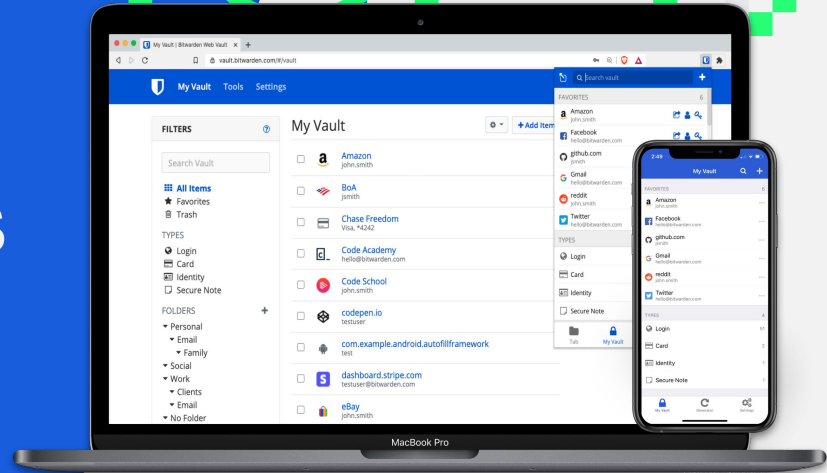 My Vault | Bitwarden Web Vault
vault.bitwarden.com/#/vault
My Vault Tools Settings
FILTERS
Search Vault
All Items
Favorites
Trash
TYPES
Login
Card
Identity
Secure Note
FOLDERS
Personal
Email
Family
Social
Work
Clients
Email
No Folder
My Vault
+ Add Item
Amazon
john.smith
BoA
jsmith
Chase Freedom
Visa, *4242
Code Academy
hello@bitwarden.com
Code School
john.smith
codepen.io
testuser
com.example.android.autofillframework
test
dashboard.stripe.com
testuser@bitwarden.com
eBay
john.smith
Search vault
FAVORITES 6
Amazon
john.smith
Facebook
hello@bitwarden.com
github.com
jsmith
Gmail
hello@bitwarden.com
reddit
john.smith
Twitter
hello@bitwarden.com
TYPES
Login
Card
Identity
Secure Note
Tab My Vault
2:49
My Vault
FAVORITES
Amazon
john.smith
Facebook
hello@bitwarden.com
github.com
jsmith
Gmail
hello@bitwarden.com
reddit
john.smith
Twitter
hello@bitwarden.com
TYPES 4
Login
Card 2
Identity 1
Secure Note 1
My Vault Generator Settings
MacBook Pro